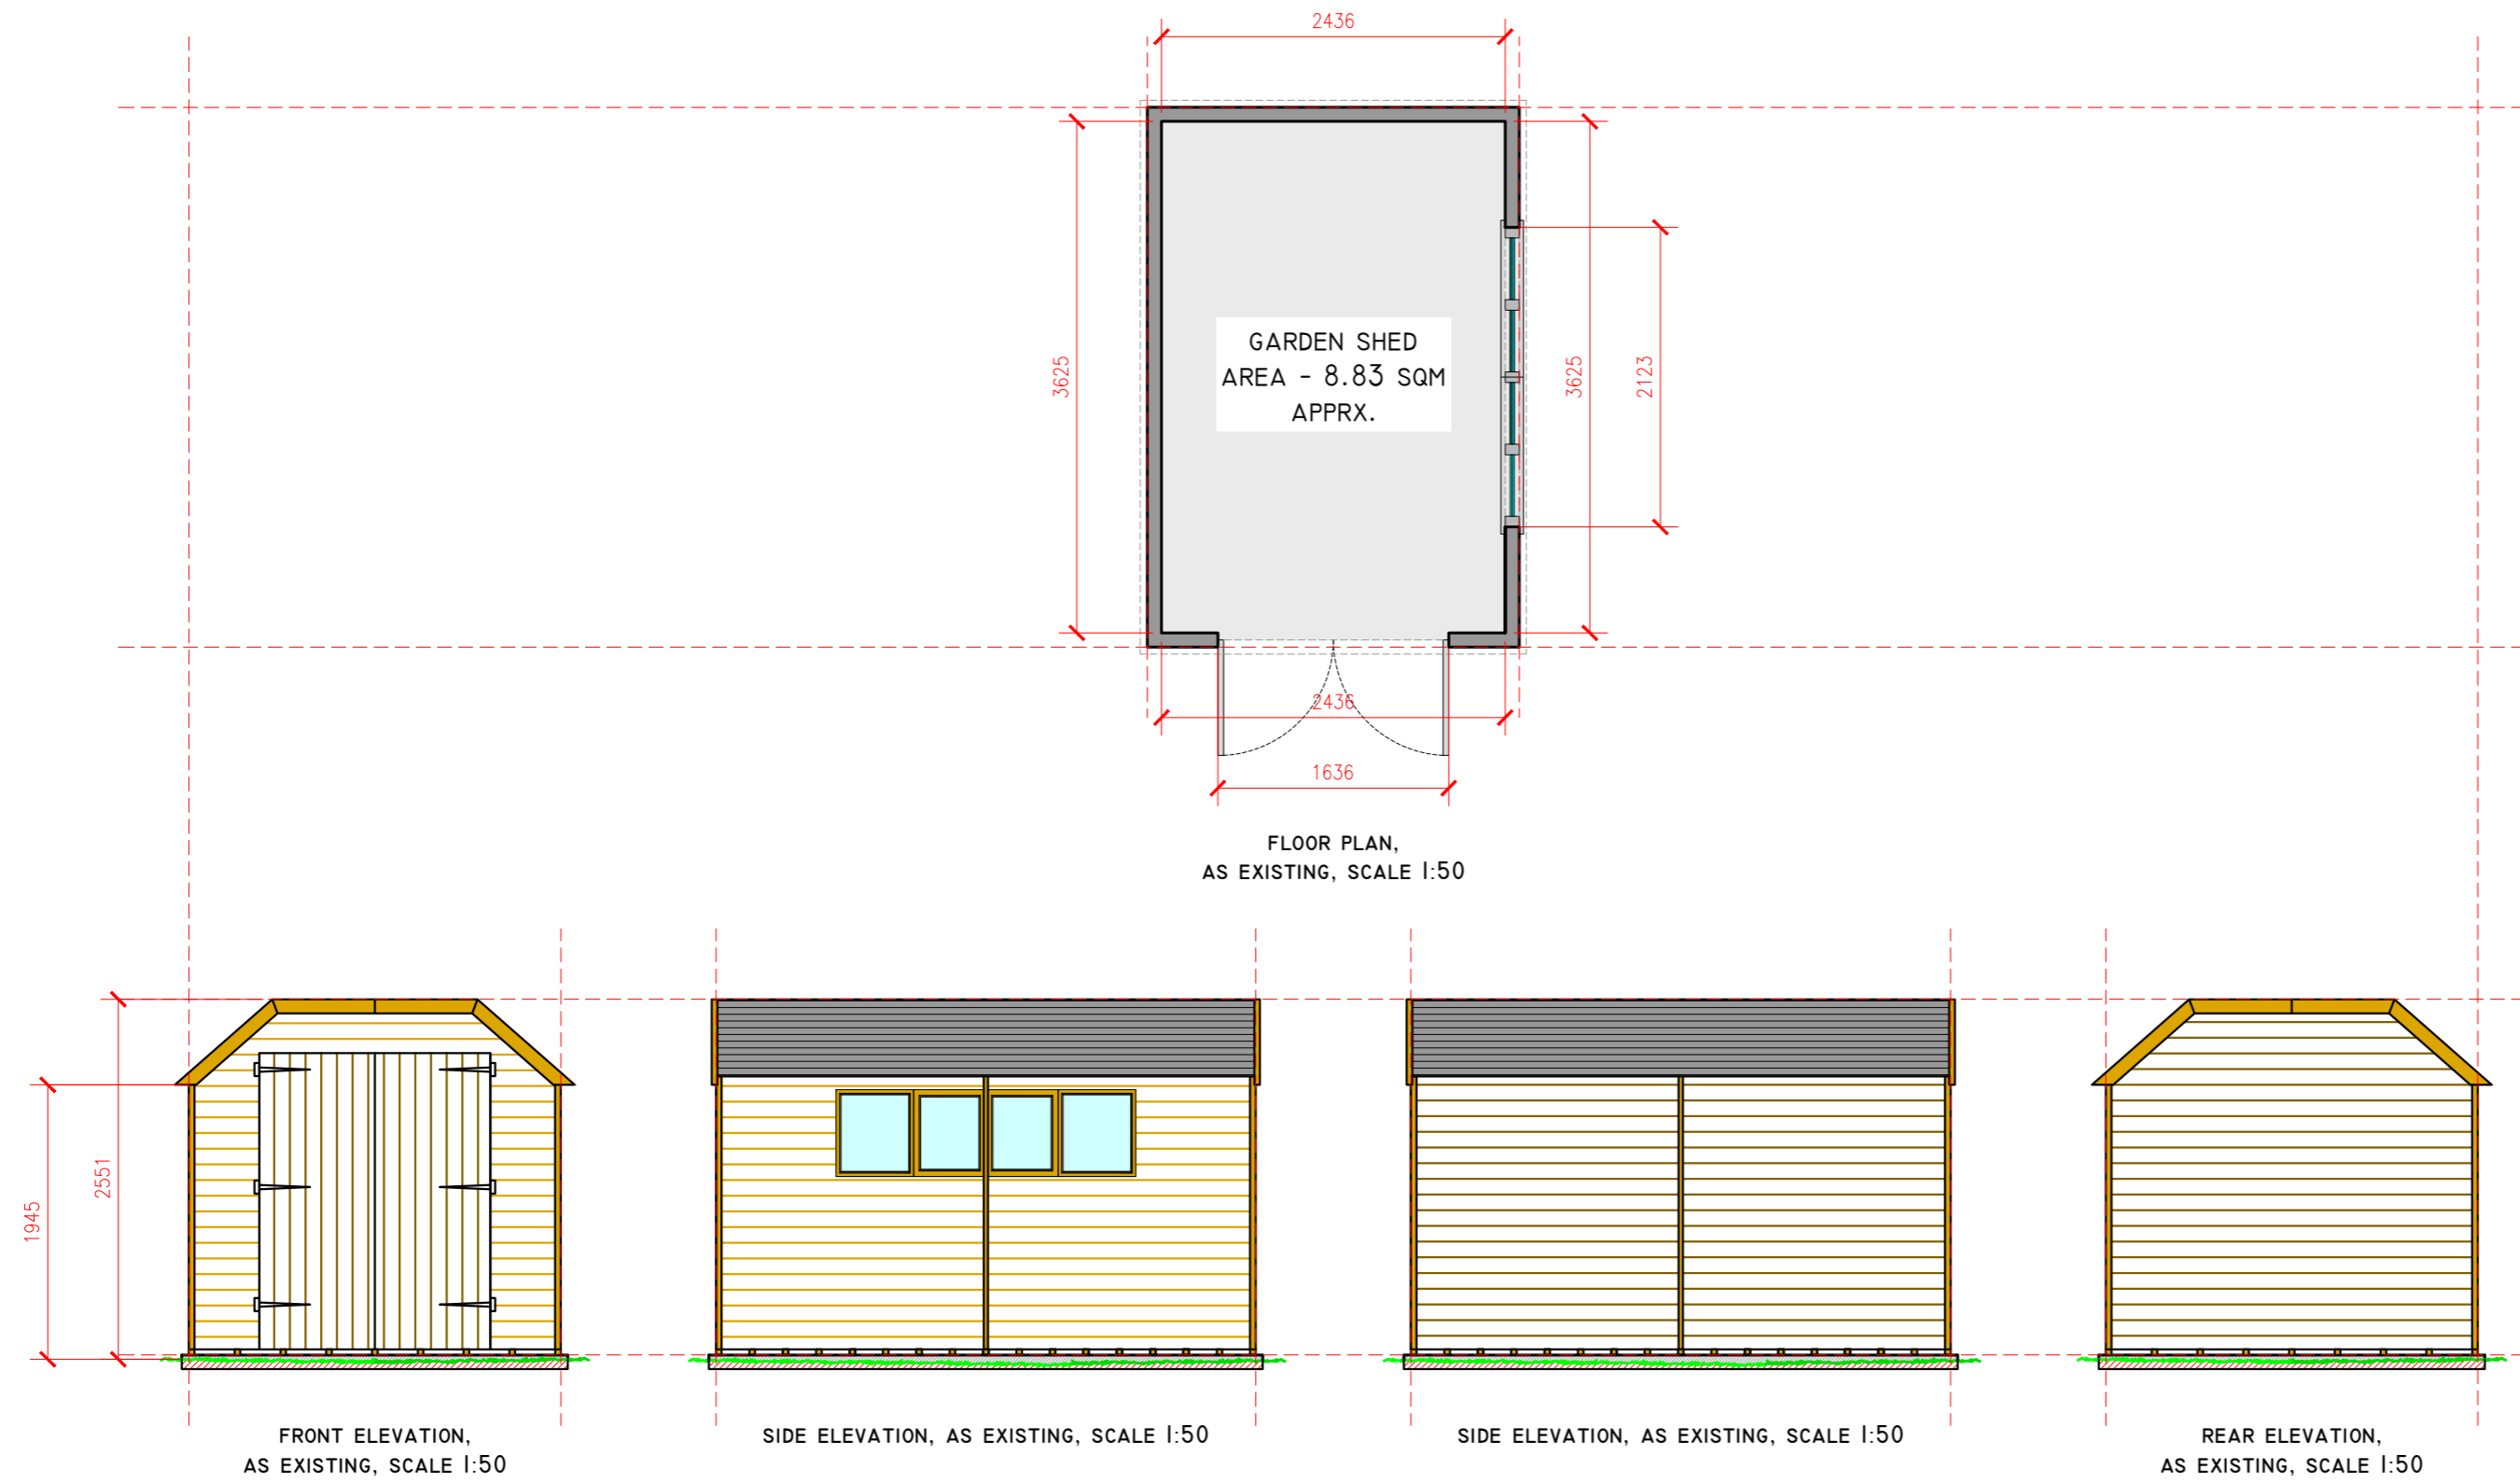 2436
3625
GARDEN SHED
AREA - 8.83 SQM
APPRX.
3625
2123
2436
1636
FLOOR PLAN,
AS EXISTING, SCALE 1:50
2551
1945
FRONT ELEVATION,
AS EXISTING, SCALE 1:50
SIDE ELEVATION, AS EXISTING, SCALE 1:50
SIDE ELEVATION, AS EXISTING, SCALE 1:50
REAR ELEVATION,
AS EXISTING, SCALE 1:50